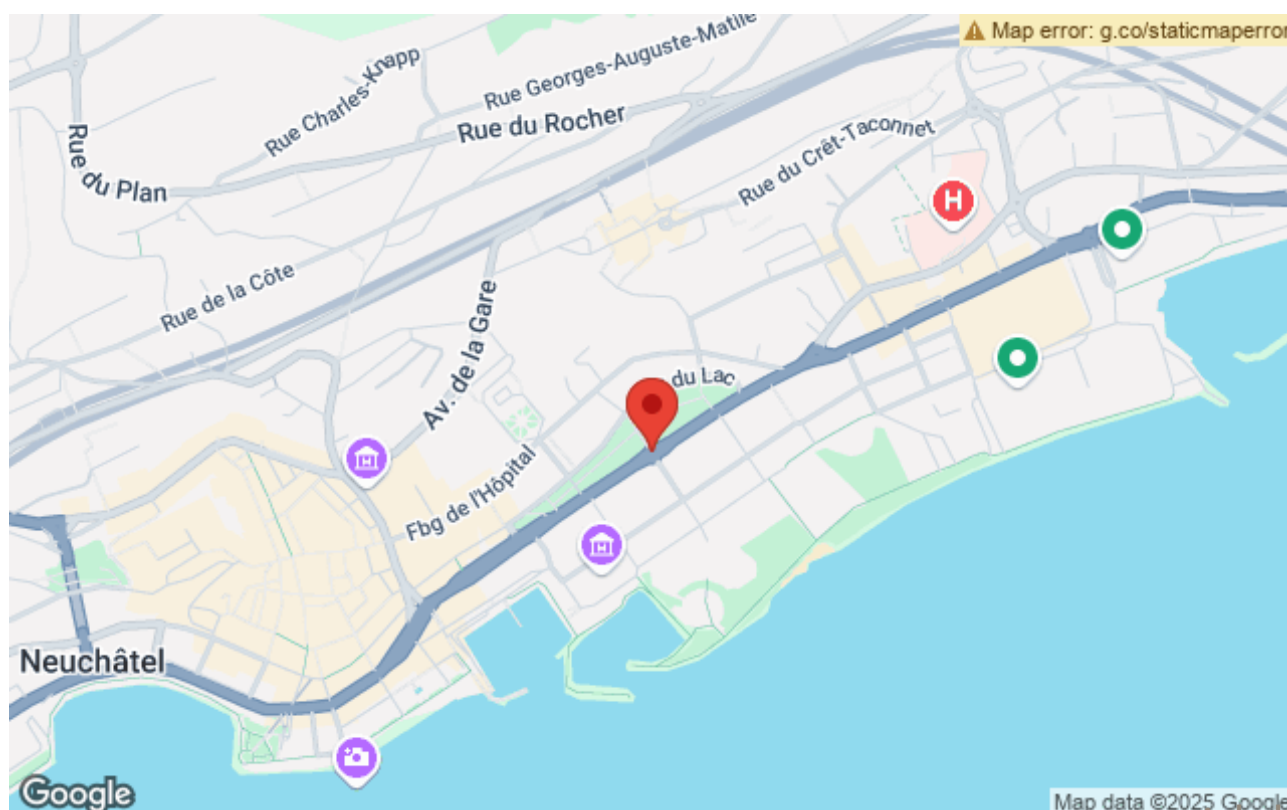 Map error: g.co/staticmaperror
Rue Georges-Auguste-Matile
Rue Charles-Knapp
Rue du Rocher
Rue du Plan
Rue du Crêt-Taconnet
H
Rue de la Côte
Av. de la Gare
du Lac
Fbg de l'Hôpital
Neuchâtel
Google
Map data ©2025 Google